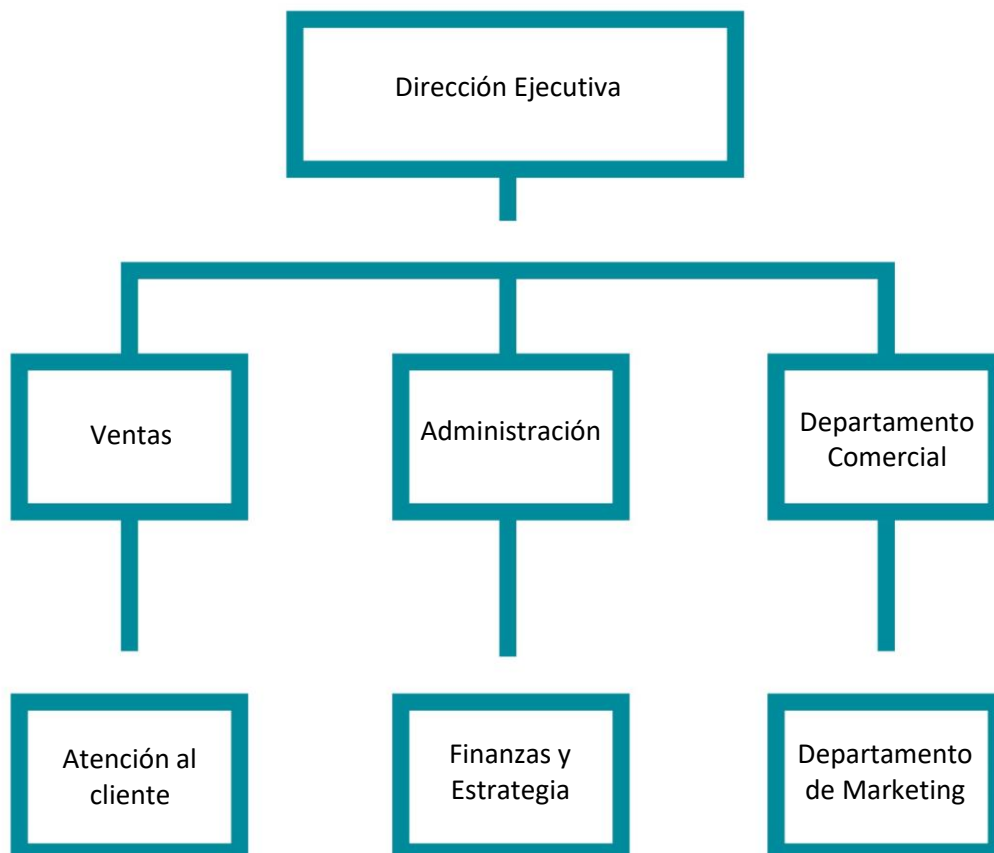 Dirección Ejecutiva
Ventas
Administración
Departamento
Comercial
Atención al
cliente
Finanzas y
Estrategia
Departamento
de Marketing